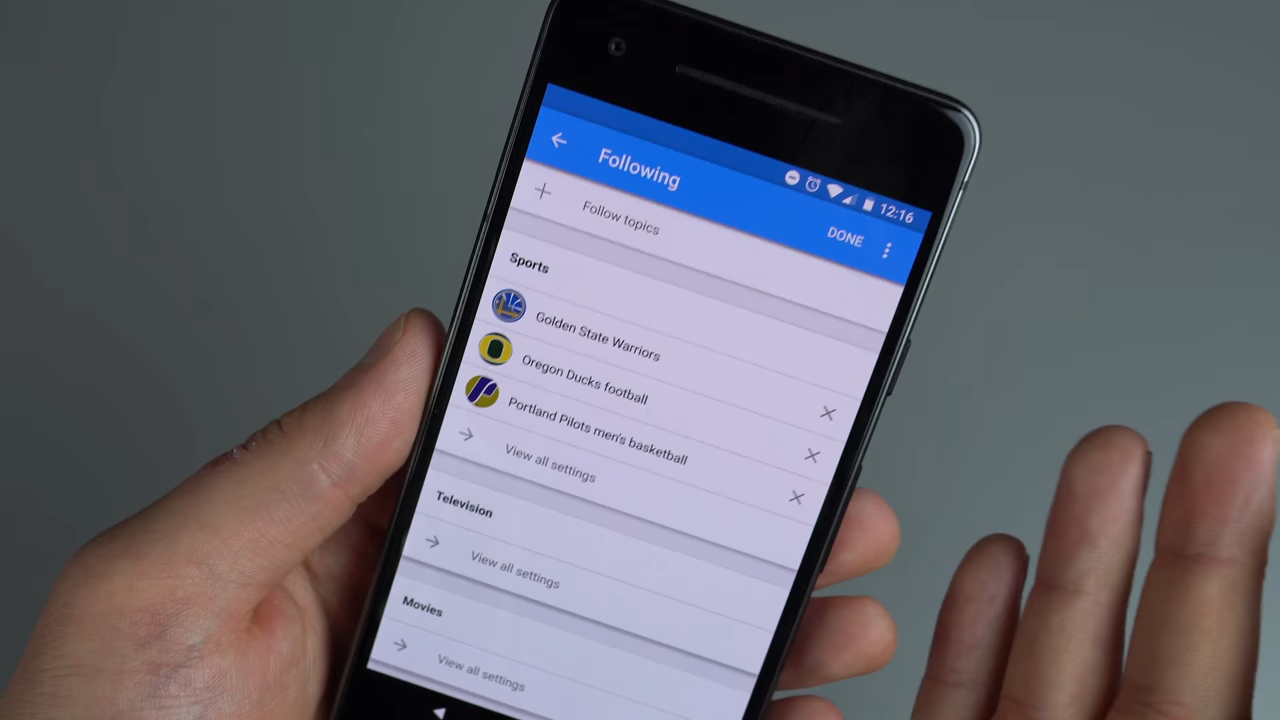 12:16
Following
DONE
Follow topics
Sports
Golden State Warriors
Oregon Ducks football
Portland Pilots men's basketball
View all settings
Television
View all settings
Movies
View all settings